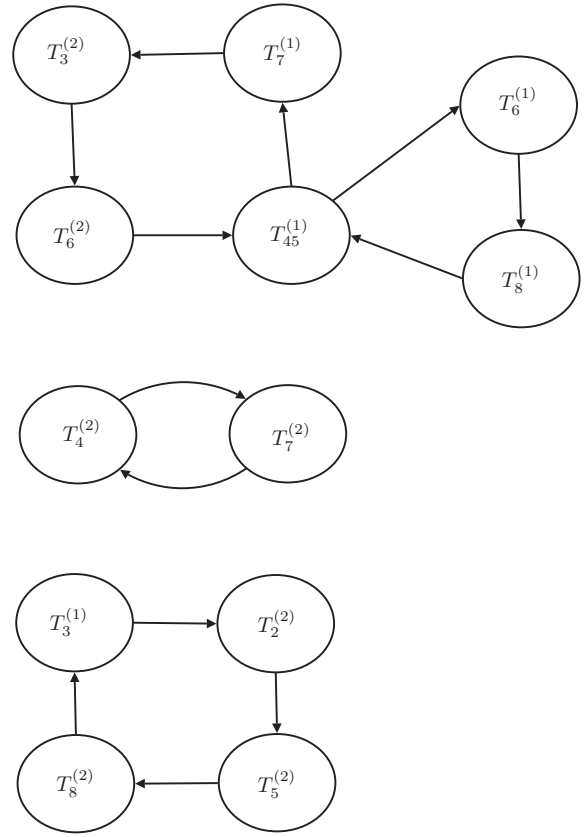 T_3^{(2)}
T_7^{(1)}
T_6^{(1)}
T_6^{(2)}
T_{45}^{(1)}
T_8^{(1)}
T_4^{(2)}
T_7^{(2)}
T_3^{(1)}
T_2^{(2)}
T_8^{(2)}
T_5^{(2)}